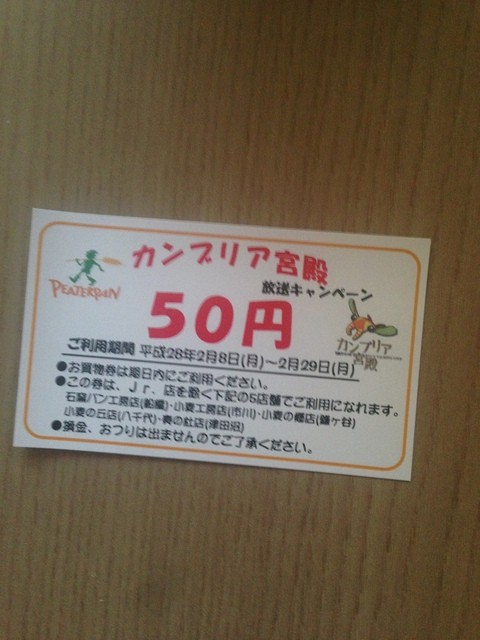 カンブリア宮殿
PEATERPAN
放送キャンペーン
50円
カンブリア
宮殿
ご利用期間 平成28年2月8日(月)~2月29日(月)
●お買物券は期日内にご利用ください。
●この券は、Jr.店を除く下記の5店舗でご利用になれます。
石窯パン工房店(船橋)・小麦工房店(市川)・小麦の郷店(鎌ヶ谷)
小麦の丘店(八千代)・奏の杜店(津田沼)
●換金、おつりは出ませんのでご了承ください。